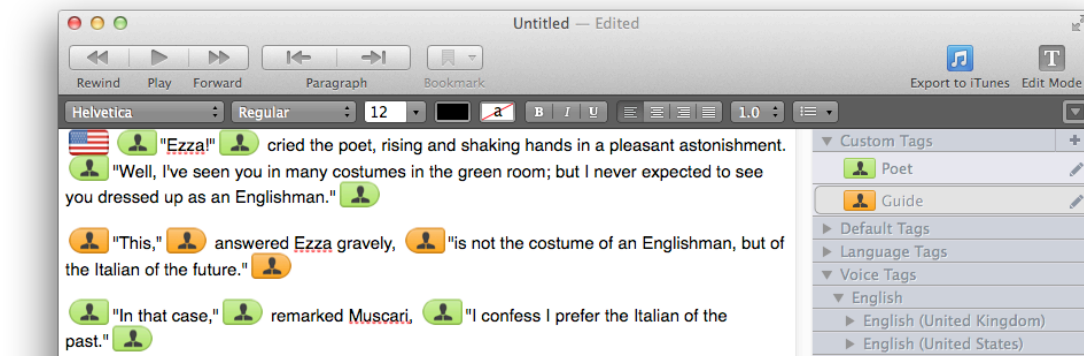 Untitled — Edited
Rewind Play Forward Paragraph Bookmark Export to iTunes Edit Mode
Helvetica Regular 12 a B I U 1.0
"Ezza!" cried the poet, rising and shaking hands in a pleasant astonishment.
"Well, I've seen you in many costumes in the green room; but I never expected to see
you dressed up as an Englishman."
"This," answered Ezza gravely, "is not the costume of an Englishman, but of
the Italian of the future."
"In that case," remarked Muscari, "I confess I prefer the Italian of the
past."
Custom Tags
Poet
Guide
Default Tags
Language Tags
Voice Tags
English
English (United Kingdom)
English (United States)